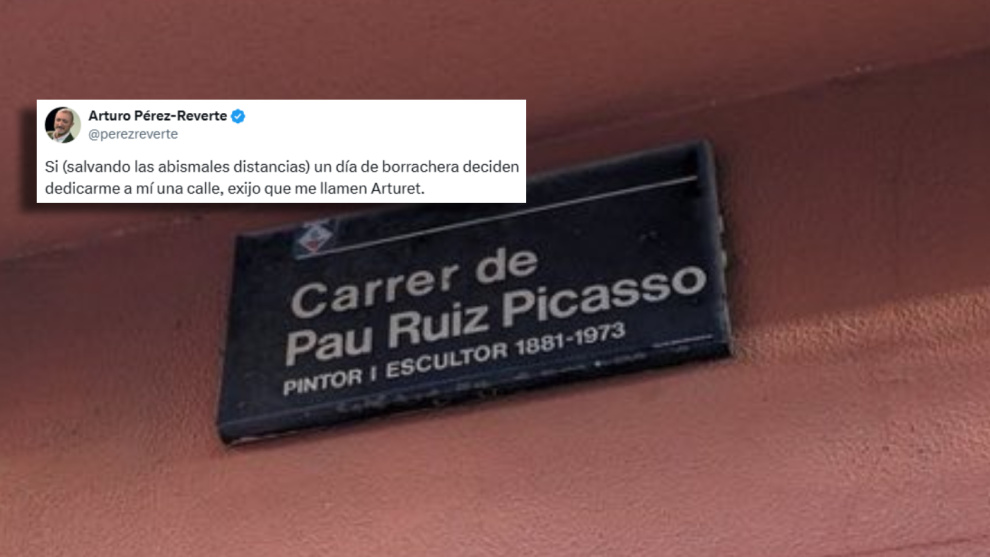 Arturo Pérez-Reverte
@perezreverte
Si (salvando las abismales distancias) un día de borrachera deciden
dedicarme a mí una calle, exijo que me llamen Arturet.
Carrer de
Pau Ruiz Picasso
PINTOR I ESCULTOR 1881-1973